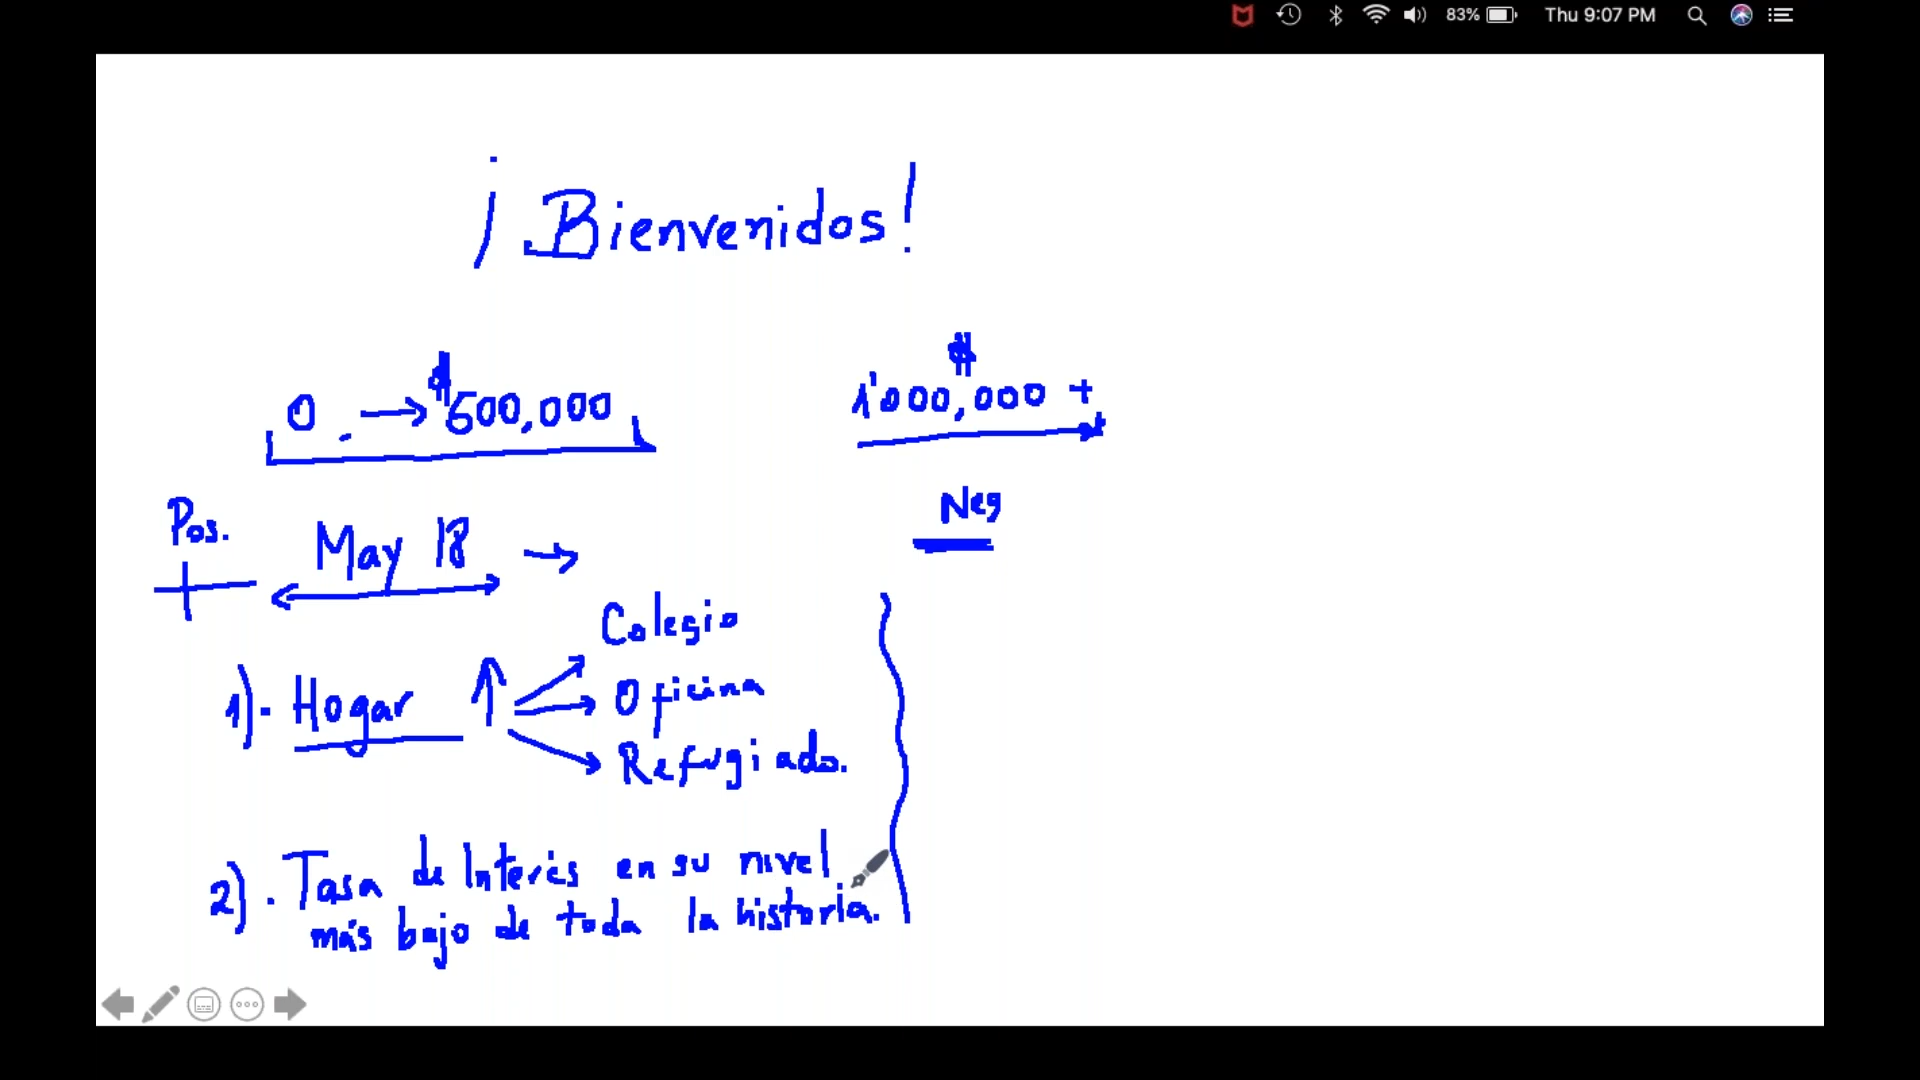 83% Thu 9:07 PM
¡Bienvenidos!
0 → $600,000
$
1'000,000 +
Pos.
+
May 18 →
Neg
1). Hogar ↑
Colegio
Oficina
Refugiado.
2). Tasa de Interés en su nivel
más bajo de toda la historia.